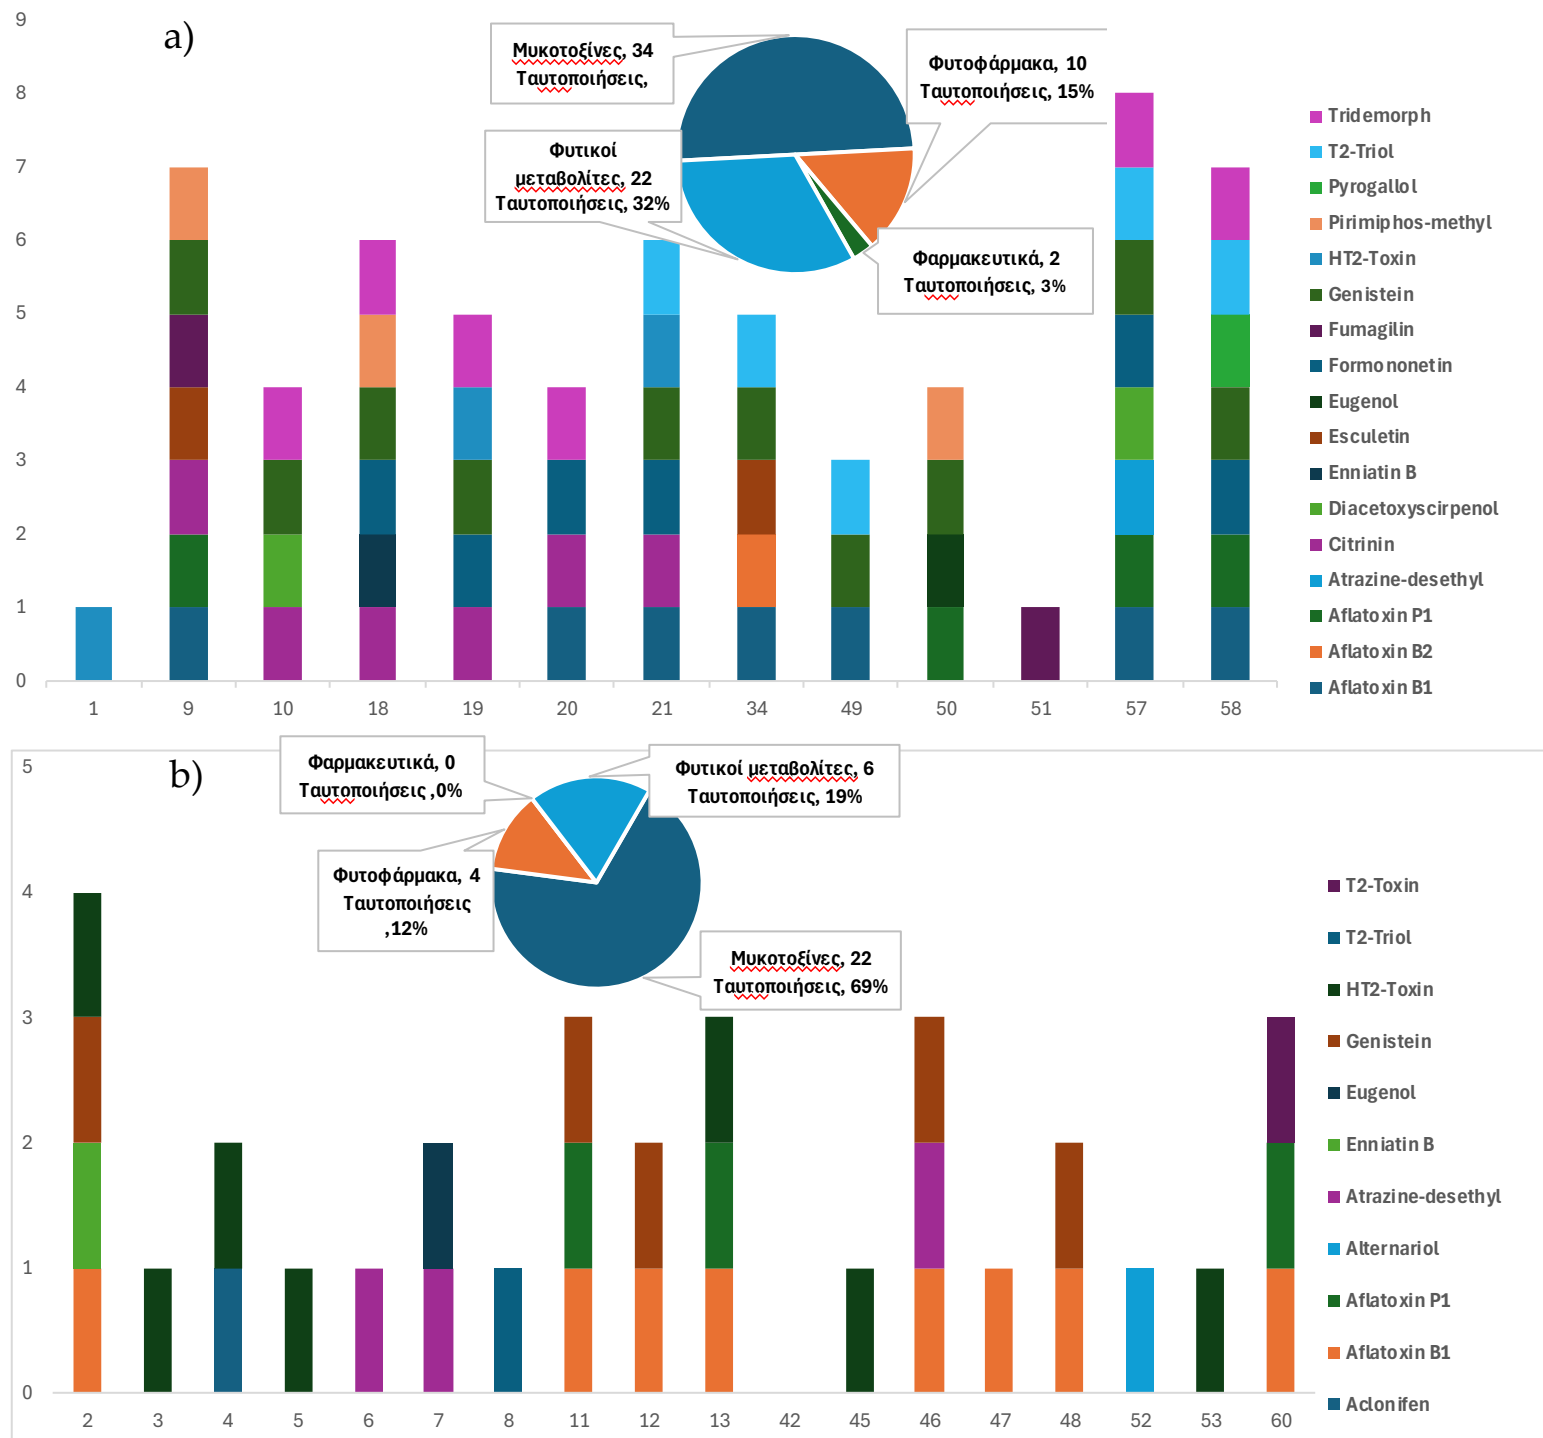 a)
9
8
7
6
5
4
3
2
1
0
Μυκοτοξίνες, 34
Ταυτοποιήσεις,
Φυτοφάρμακα, 10
Ταυτοποιήσεις, 15%
Φυτικοί
μεταβολίτες, 22
Ταυτοποιήσεις, 32%
Φαρμακευτικά, 2
Ταυτοποιήσεις, 3%
Tridemorph
T2-Triol
Pyrogallol
Pirimiphos-methyl
HT2-Toxin
Genistein
Fumagilin
Formononetin
Eugenol
Esculetin
Enniatin B
Diacetoxyscirpenol
Citrinin
Atrazine-desethyl
Aflatoxin P1
Aflatoxin B2
Aflatoxin B1
1 9 10 18 19 20 21 34 49 50 51 57 58
b)
5
4
3
2
1
0
Φαρμακευτικά, 0
Ταυτοποιήσεις ,0%
Φυτικοί μεταβολίτες, 6
Ταυτοποιήσεις, 19%
Φυτοφάρμακα, 4
Ταυτοποιήσεις
,12%
Μυκοτοξίνες, 22
Ταυτοποιήσεις, 69%
T2-Toxin
T2-Triol
HT2-Toxin
Genistein
Eugenol
Enniatin B
Atrazine-desethyl
Alternariol
Aflatoxin P1
Aflatoxin B1
Aclonifen
2 3 4 5 6 7 8 11 12 13 42 45 46 47 48 52 53 60